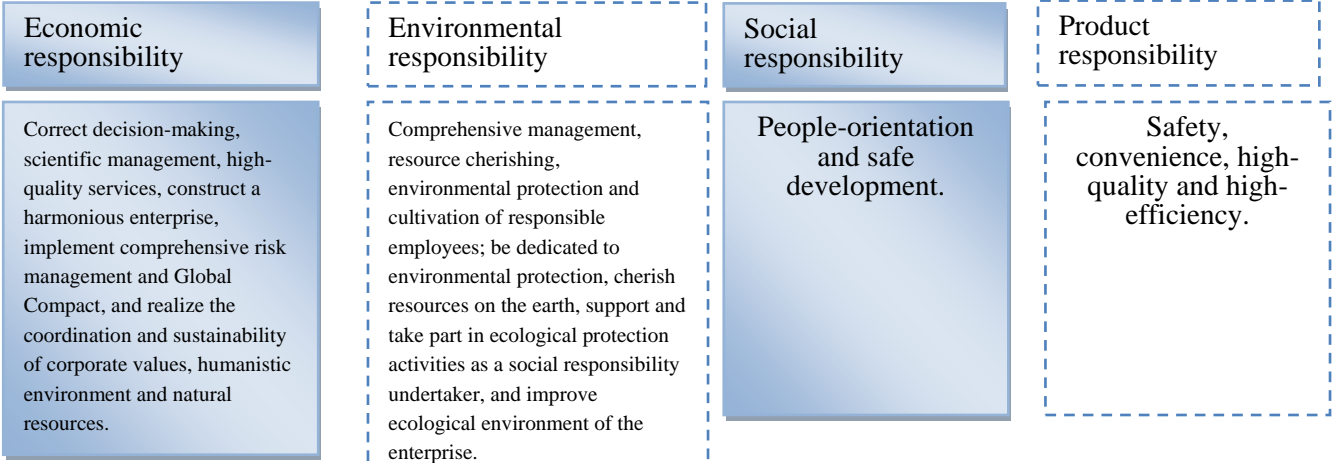 Economic
responsibility
Correct decision-making,
scientific management, high-
quality services, construct a
harmonious enterprise,
implement comprehensive risk
management and Global
Compact, and realize the
coordination and sustainability
of corporate values, humanistic
environment and natural
resources.
Environmental
responsibility
Comprehensive management,
resource cherishing,
environmental protection and
cultivation of responsible
employees; be dedicated to
environmental protection, cherish
resources on the earth, support and
take part in ecological protection
activities as a social responsibility
undertaker, and improve
ecological environment of the
enterprise.
Social
responsibility
People-orientation
and safe
development.
Product
responsibility
Safety,
convenience, high-
quality and high-
efficiency.